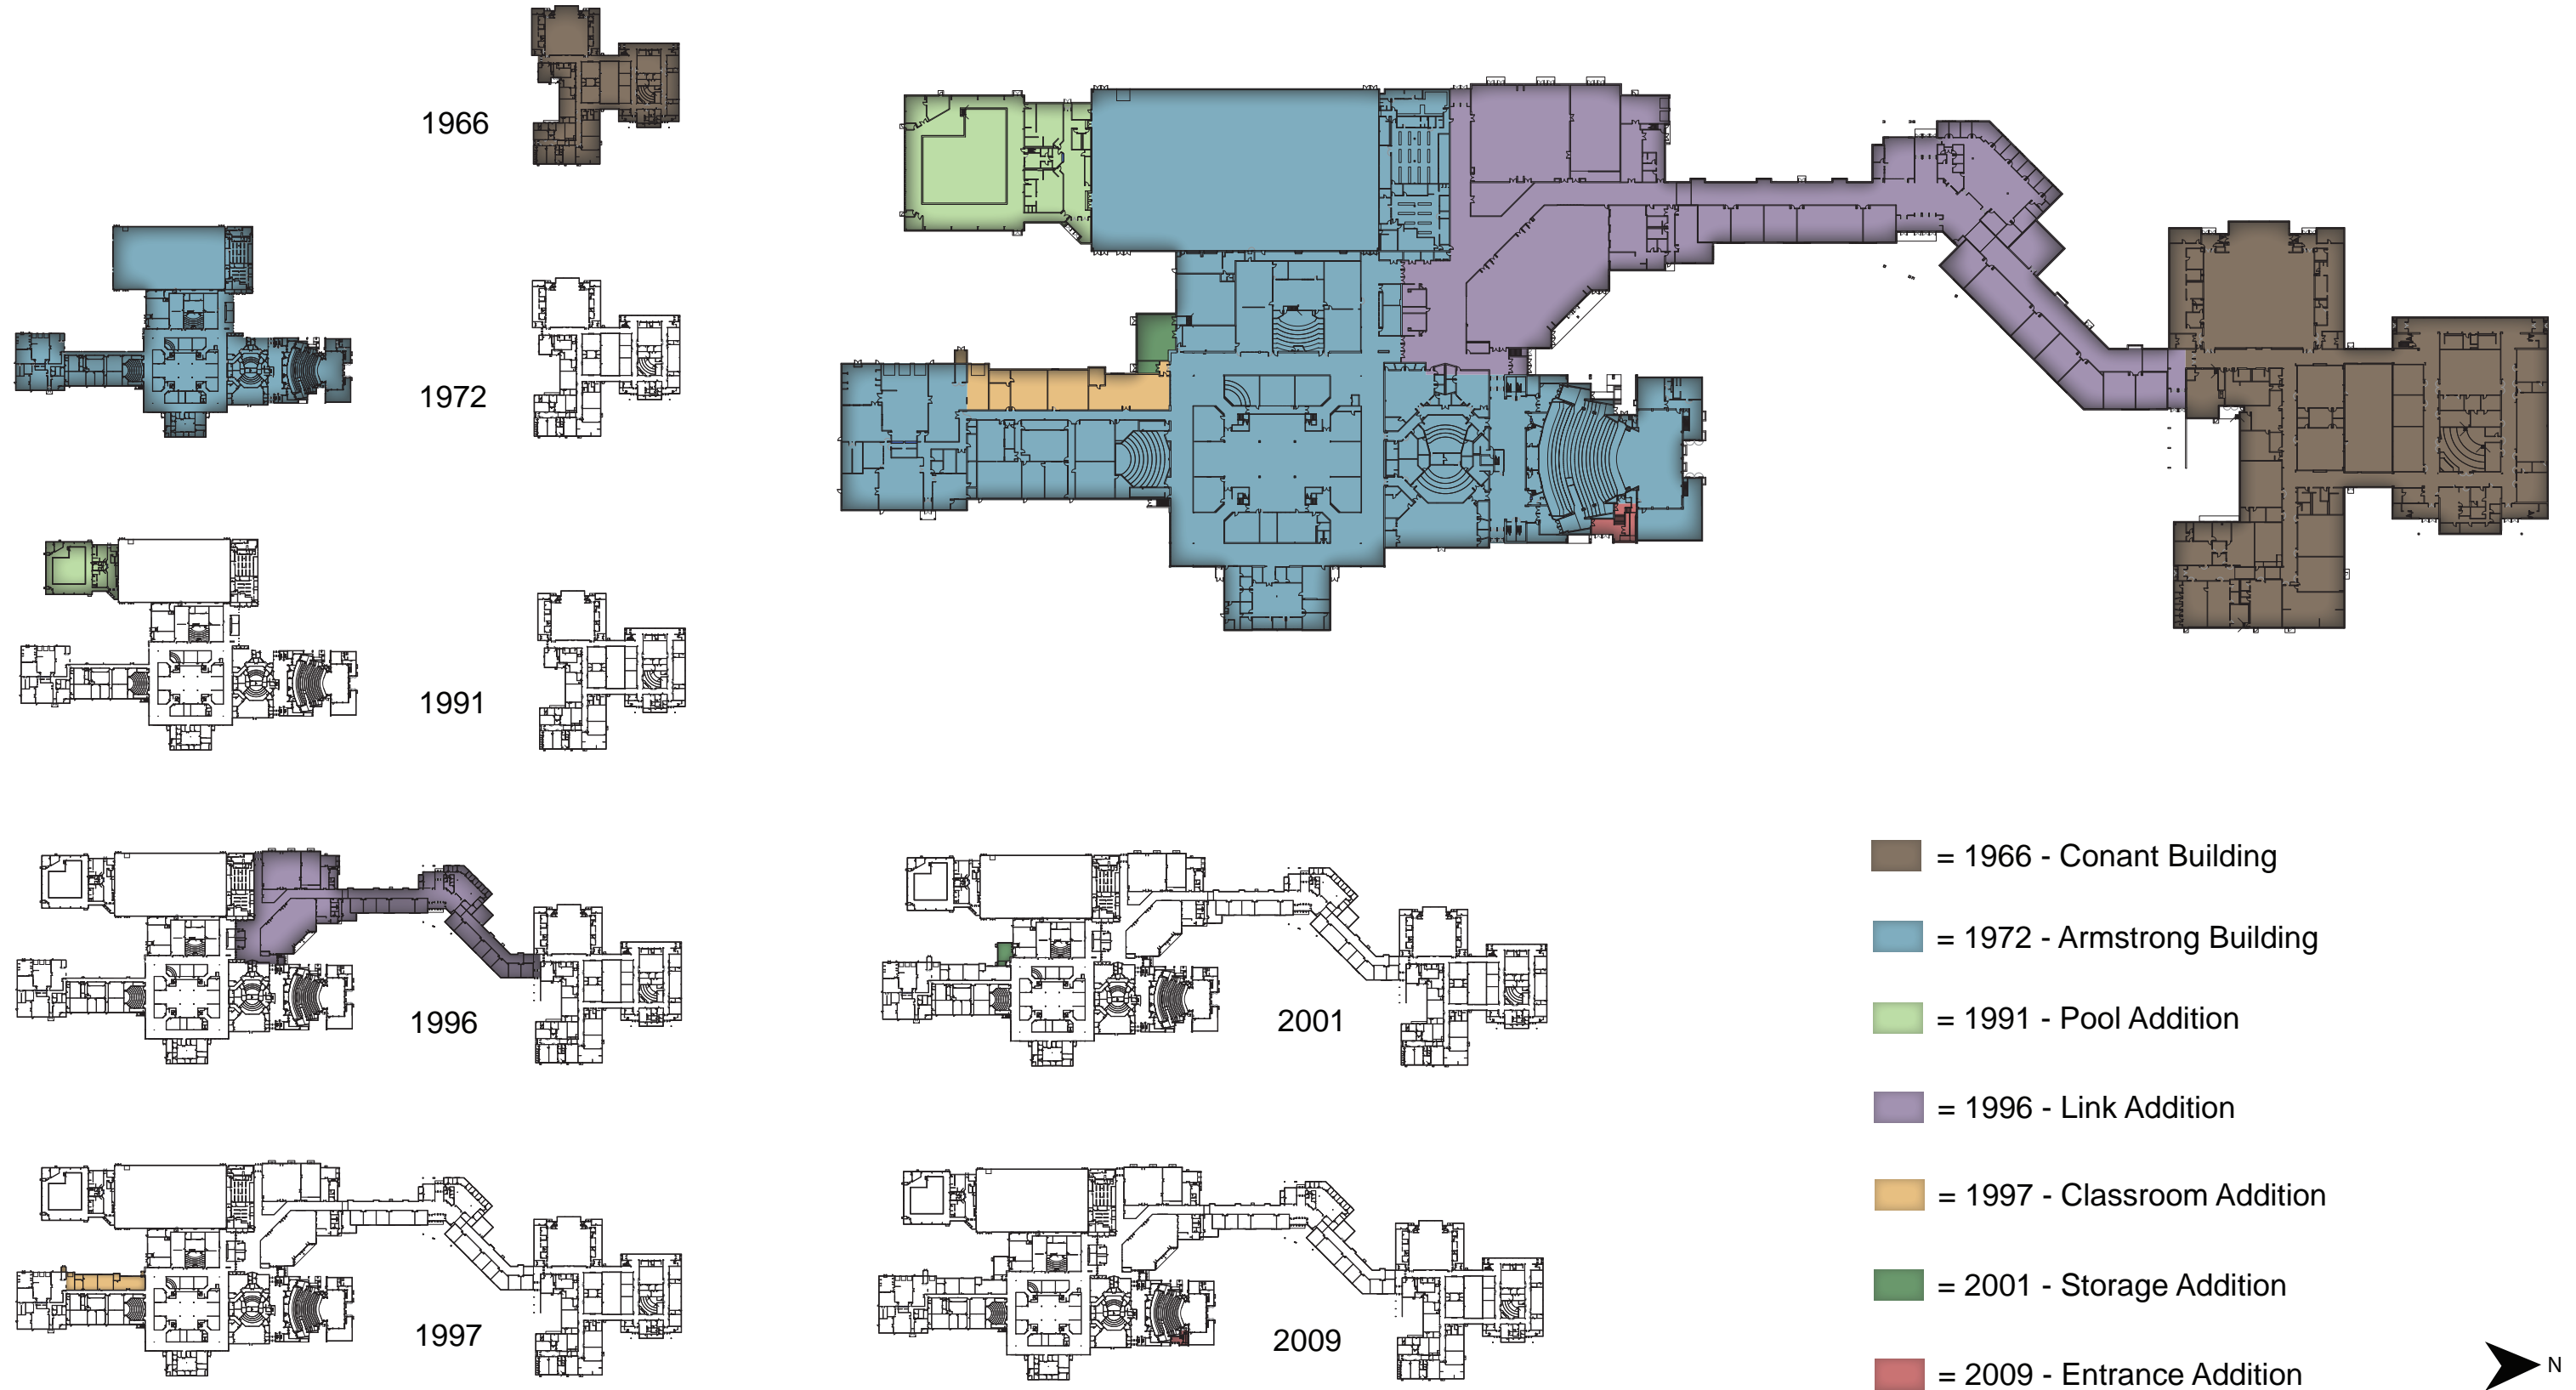 1966
1972
1991
1996
1997
2001
2009
= 1966 - Conant Building
= 1972 - Armstrong Building
= 1991 - Pool Addition
= 1996 - Link Addition
= 1997 - Classroom Addition
= 2001 - Storage Addition
= 2009 - Entrance Addition
N